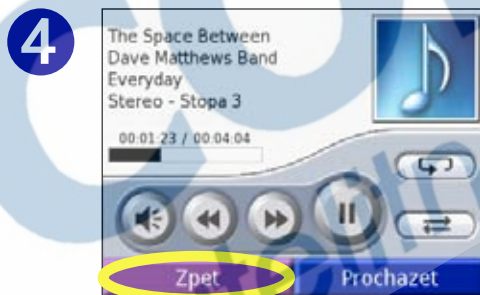 4
The Space Between
Dave Matthews Band
Everyday
Stereo - Stopa 3
00:01:23 / 00:04:04
Zpet
Prochazet